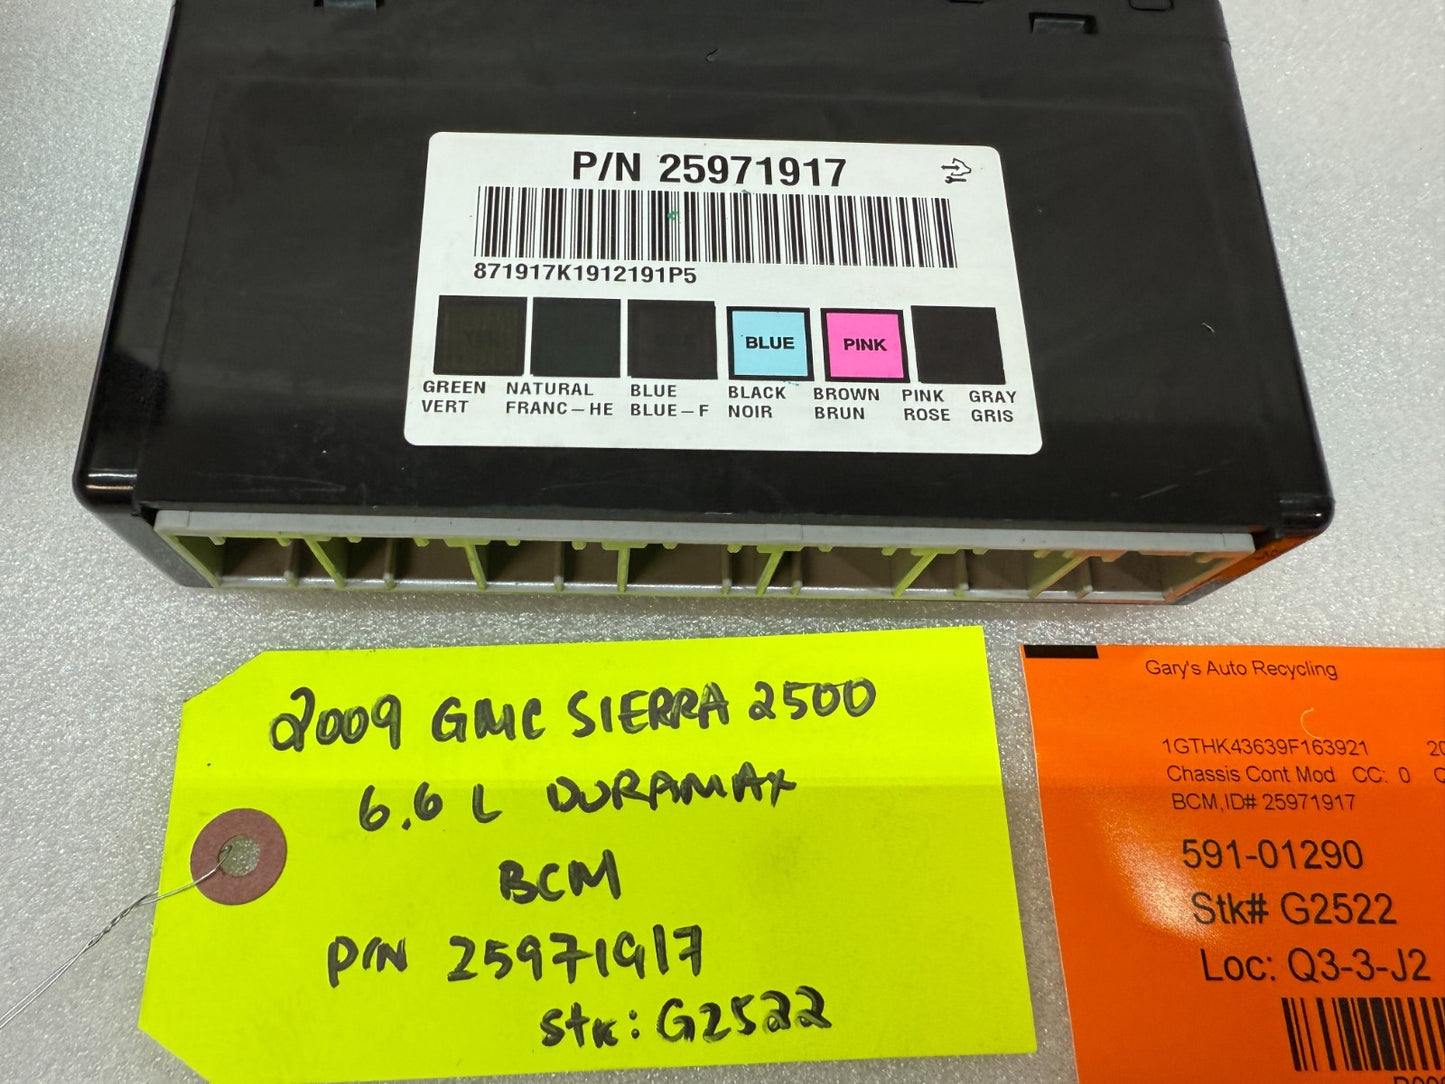 P/N 25971917
871917K1912191P5
BLUE PINK
GREEN NATURAL BLUE BLACK BROWN PINK GRAY
VERT FRANC-HE BLUE-F NOIR BRUN ROSE GRIS
2009 GMC SIERRA 2500
6.6 L DURAMAX
BCM
P/N 25971917
Stk: G2522
Gary's Auto Recycling
1GTHK43639F163921 20
Chassis Cont Mod CC: 0
BCM,ID# 25971917
591-01290
Stk# G2522
Loc: Q3-3-J2